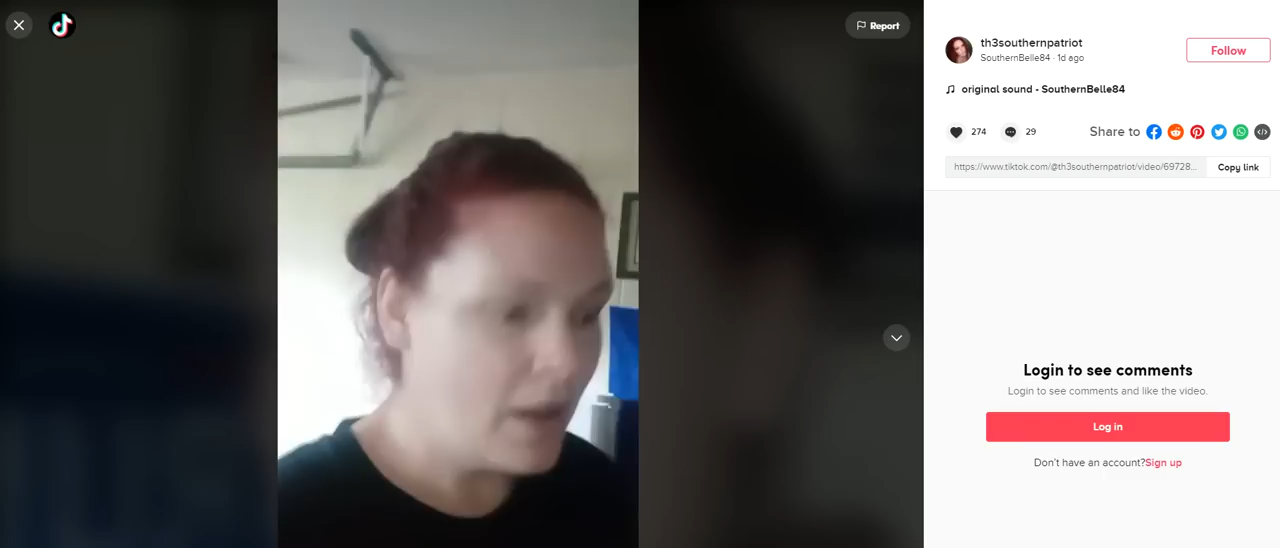 Report
th3southernpatriot
SouthernBelle84 · 1d ago
Follow
original sound - SouthernBelle84
274
29
Share to
https://www.tiktok.com/@th3southernpatriot/video/69728...
Copy link
Login to see comments
Login to see comments and like the video.
Log in
Don't have an account?Sign up